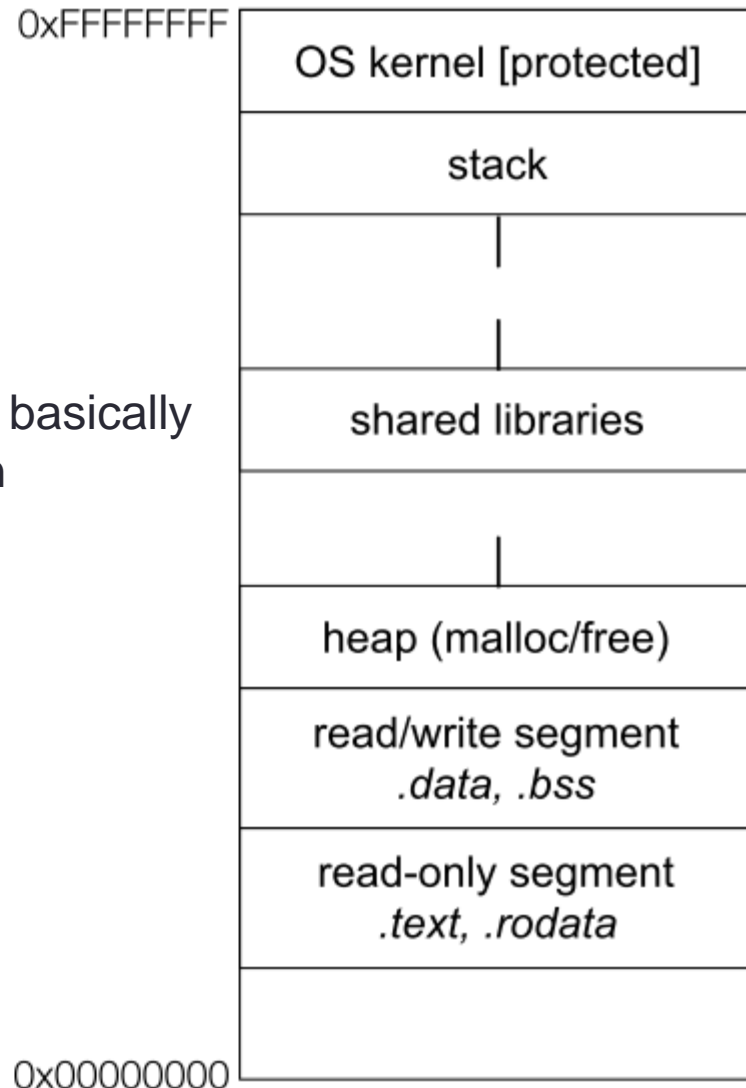 0xFFFFFFFF
OS kernel [protected]
stack
basically
shared libraries
heap (malloc/free)
read/write segment
.data, .bss
read-only segment
.text, .rodata
0x00000000